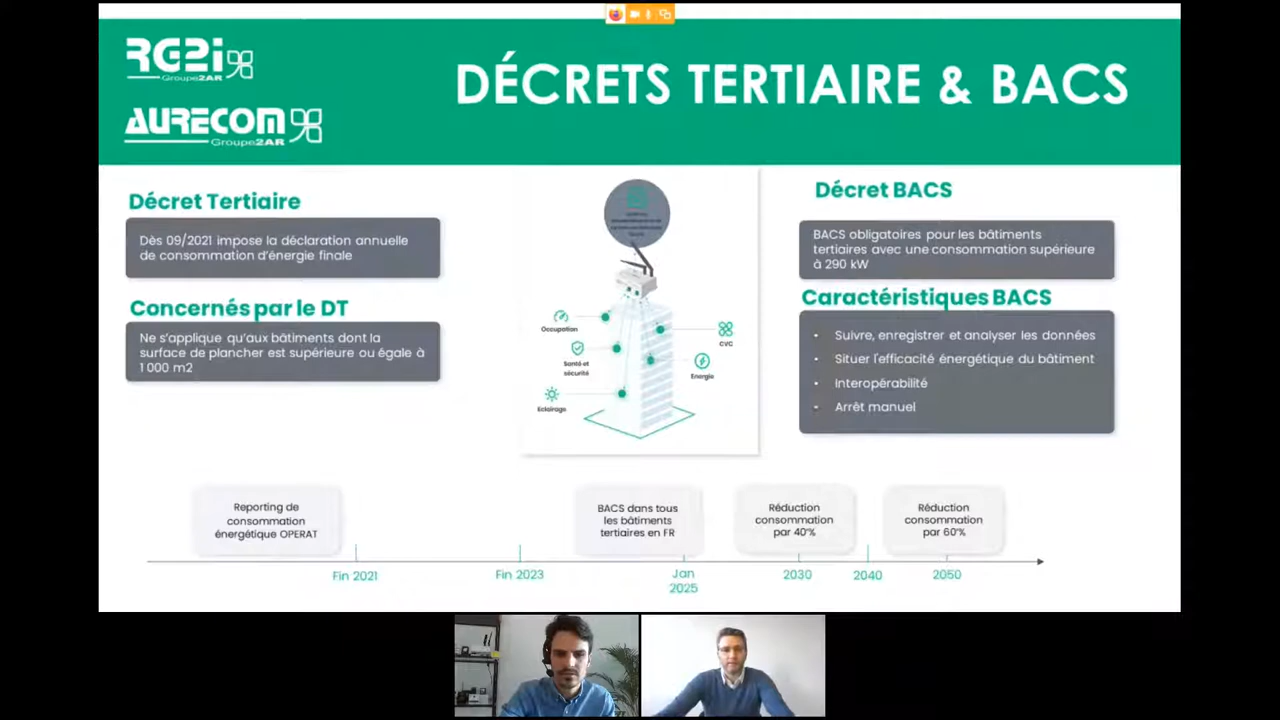 RG2i
Groupe2AR
AURECOM
Groupe2AR
DÉCRETS TERTIAIRE & BACS
Décret Tertiaire
Dès 09/2021 impose la déclaration annuelle
de consommation d'énergie finale
Concernés par le DT
Ne s'applique qu'aux bâtiments dont la
surface de plancher est supérieure ou égale à
1 000 m2
Occupation
Santé et
sécurité
Eclairage
CVC
Energie
Décret BACS
BACS obligatoires pour les bâtiments
tertiaires avec une consommation supérieure
à 290 kW
Caractéristiques BACS
• Suivre, enregistrer et analyser les données
• Situer l'efficacité énergétique du bâtiment
• Interopérabilité
• Arrêt manuel
Reporting de
consommation
énergétique OPERAT
BACS dans tous
les bâtiments
tertiaires en FR
Réduction
consommation
par 40%
Réduction
consommation
par 60%
Fin 2021
Fin 2023
Jan
2025
2030
2040
2050